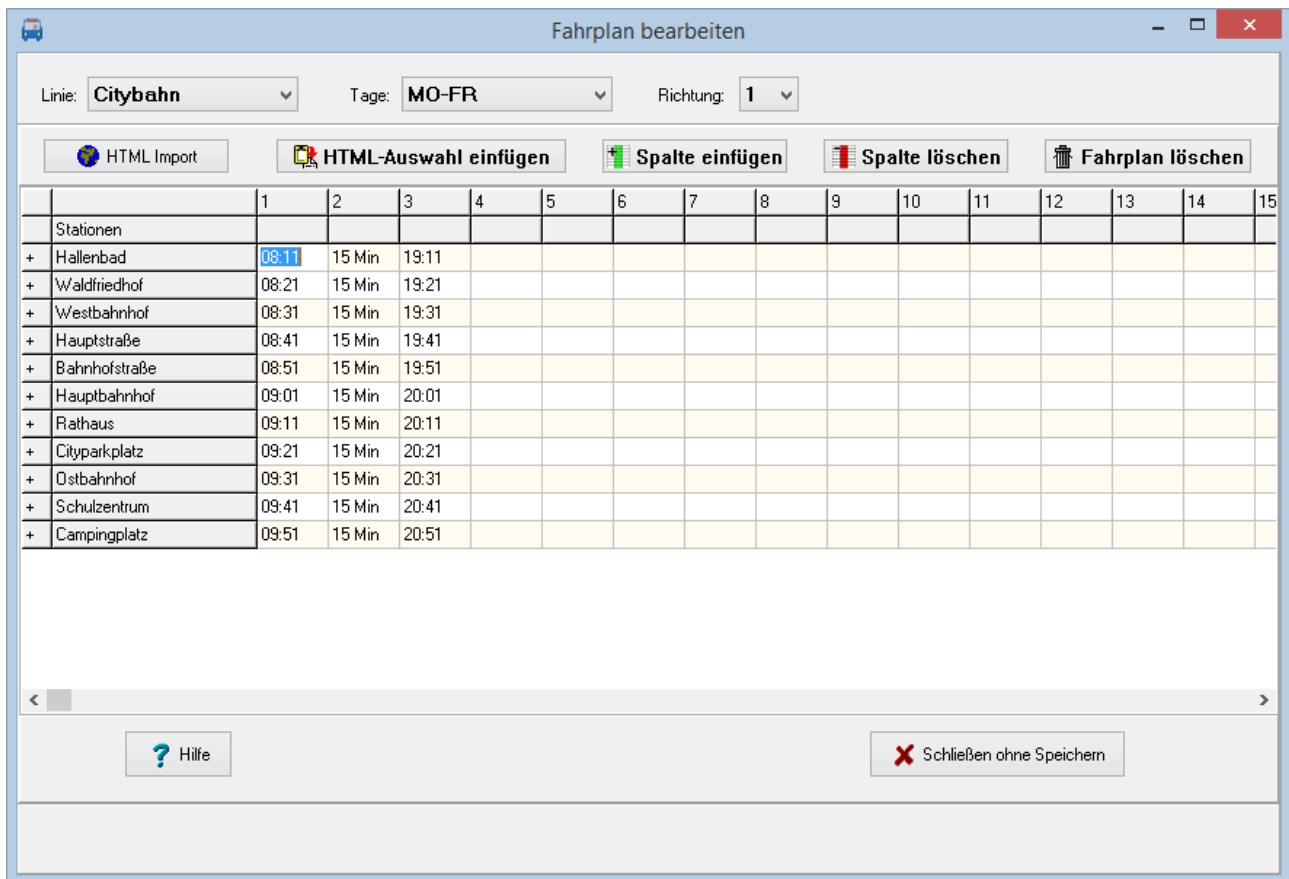 Fahrplan bearbeiten
Linie: Citybahn Tage: MO-FR Richtung: 1
HTML Import HTML-Auswahl einfügen Spalte einfügen Spalte löschen Fahrplan löschen
1 2 3 4 5 6 7 8 9 10 11 12 13 14 15
Stationen
+ Hallenbad 08:11 15 Min 19:11
+ Waldfriedhof 08:21 15 Min 19:21
+ Westbahnhof 08:31 15 Min 19:31
+ Hauptstraße 08:41 15 Min 19:41
+ Bahnhofstraße 08:51 15 Min 19:51
+ Hauptbahnhof 09:01 15 Min 20:01
+ Rathaus 09:11 15 Min 20:11
+ Cityparkplatz 09:21 15 Min 20:21
+ Ostbahnhof 09:31 15 Min 20:31
+ Schulzentrum 09:41 15 Min 20:41
+ Campingplatz 09:51 15 Min 20:51
? Hilfe Schließen ohne Speichern